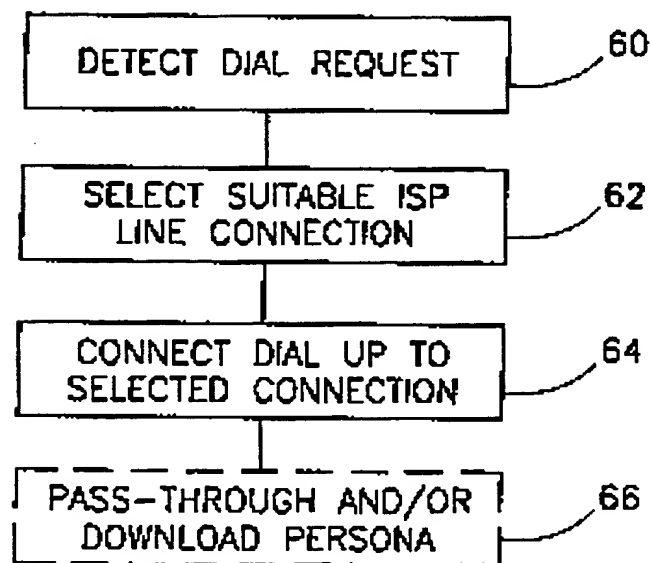 DETECT DIAL REQUEST
60
SELECT SUITABLE ISP
LINE CONNECTION
62
CONNECT DIAL UP TO
SELECTED CONNECTION
64
PASS-THROUGH AND/OR
DOWNLOAD PERSONA
66